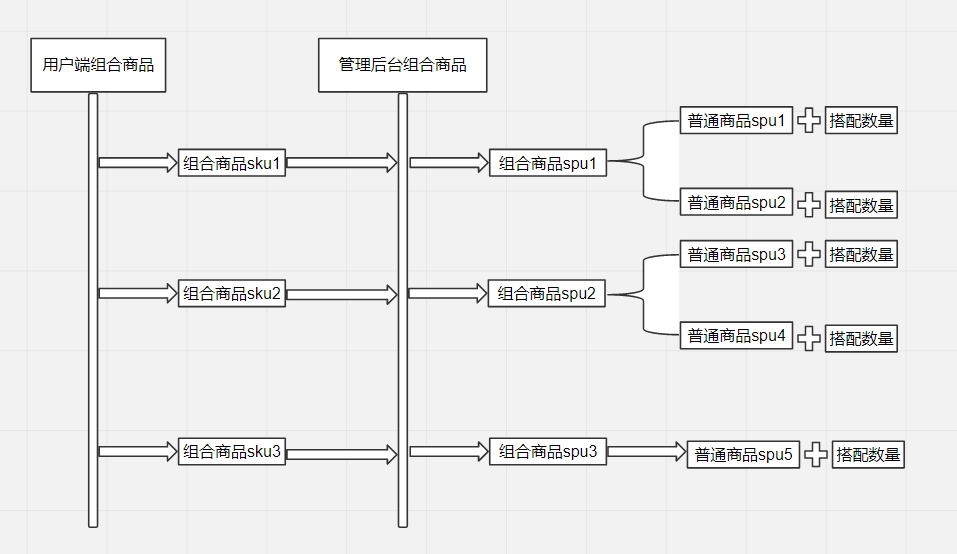 用户端组合商品
管理后台组合商品
普通商品spu1
搭配数量
组合商品sku1
组合商品spu1
普通商品spu2
搭配数量
普通商品spu3
搭配数量
组合商品sku2
组合商品spu2
普通商品spu4
搭配数量
组合商品sku3
组合商品spu3
普通商品spu5
搭配数量